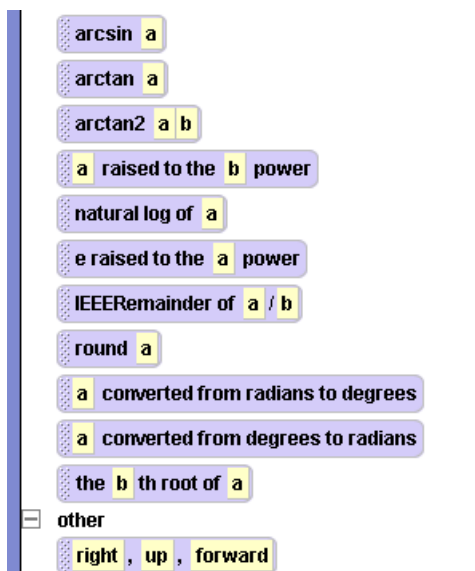 arcsin a
arctan a
arctan2 a b
a raised to the b power
natural log of a
e raised to the a power
IEEERemainder of a / b
round a
a converted from radians to degrees
a converted from degrees to radians
the b th root of a
other
right , up , forward